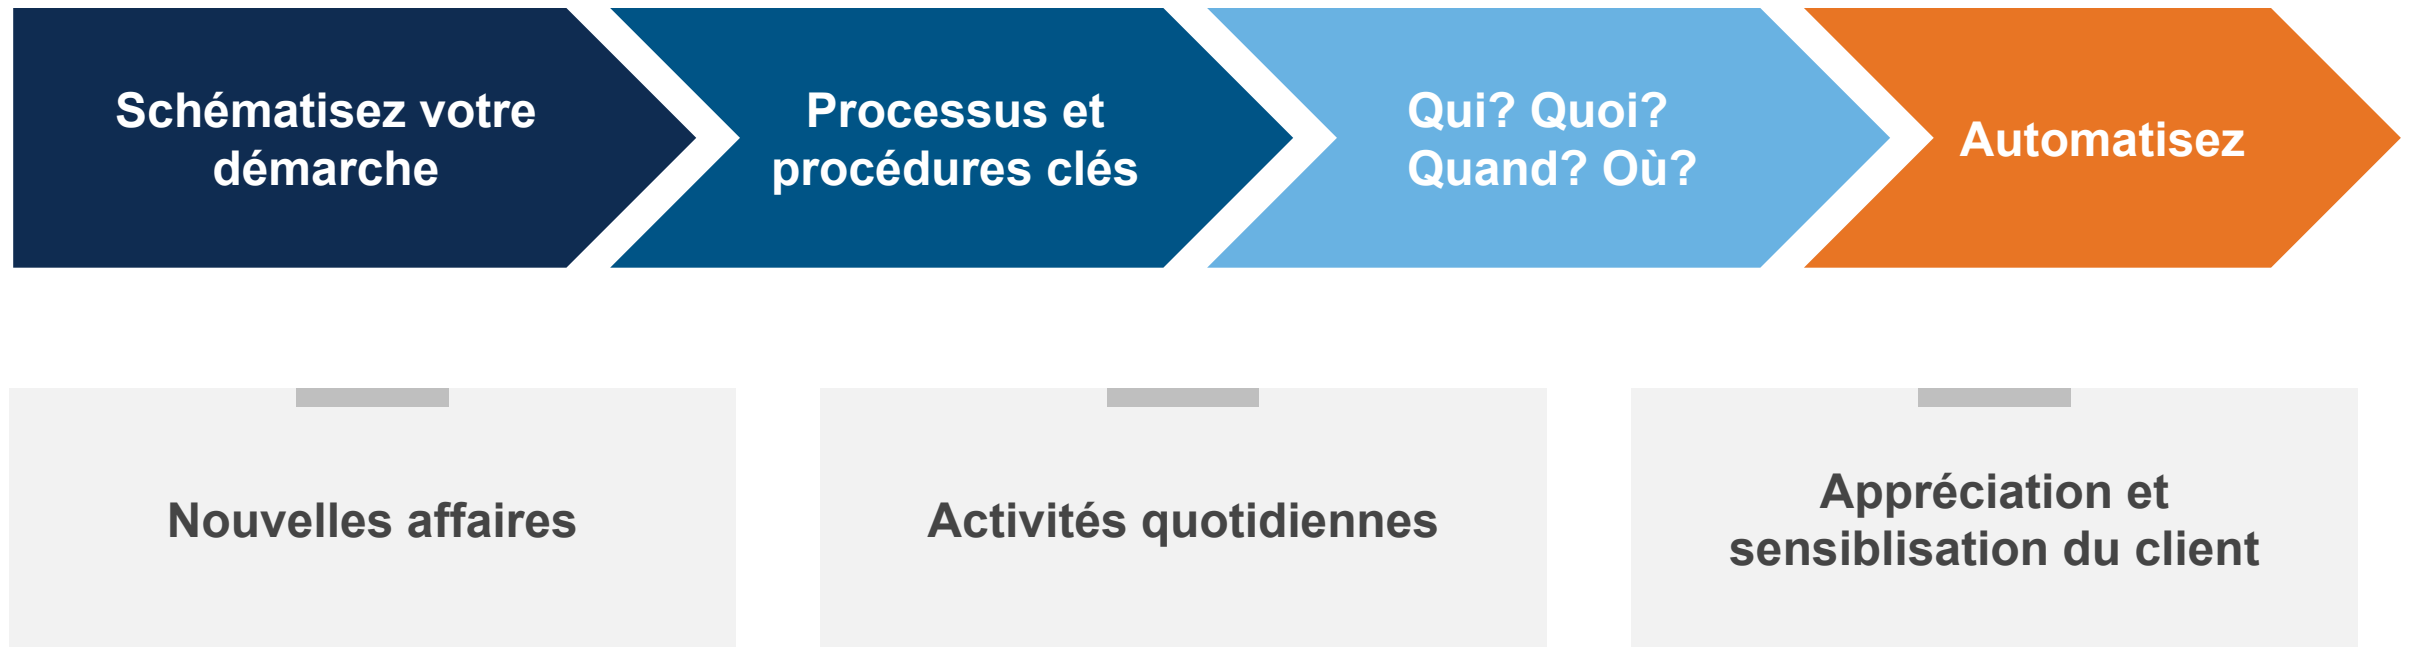 Schématisez votre
démarche
Processus et
procédures clés
Qui? Quoi?
Quand? Où?
Automatisez
Nouvelles affaires
Activités quotidiennes
Appréciation et
sensiblisation du client